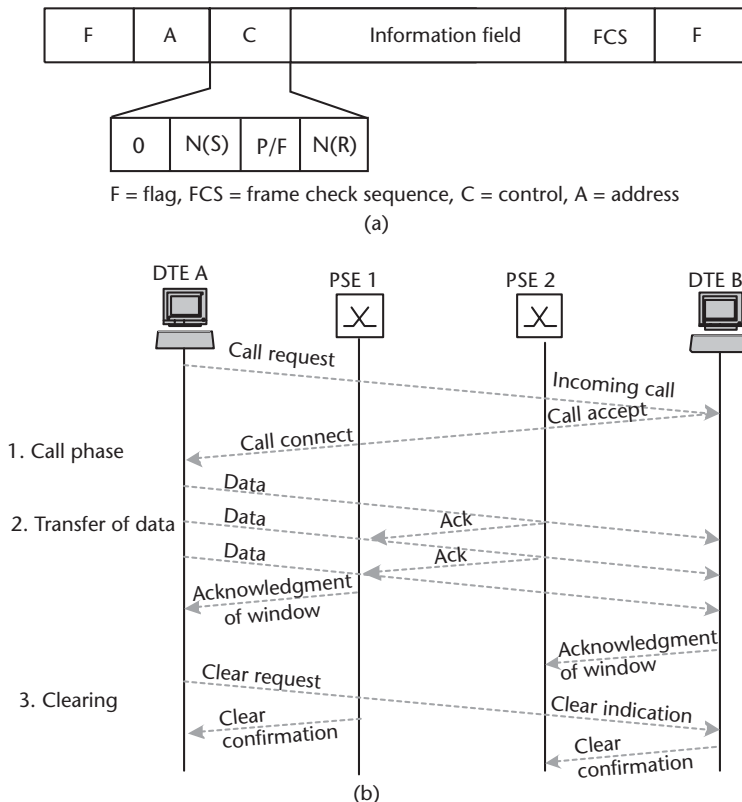 F A C Information field FCS F
0 N(S) P/F N(R)
F = flag, FCS = frame check sequence, C = control, A = address
(a)
DTE A PSE 1 PSE 2 DTE B
Call request
Incoming call
Call accept
Call connect
1. Call phase
Data
2. Transfer of data
Data
Ack
Data
Ack
Acknowledgment
of window
Acknowledgment
of window
Clear request
3. Clearing
Clear indication
Clear
confirmation
Clear
confirmation
(b)